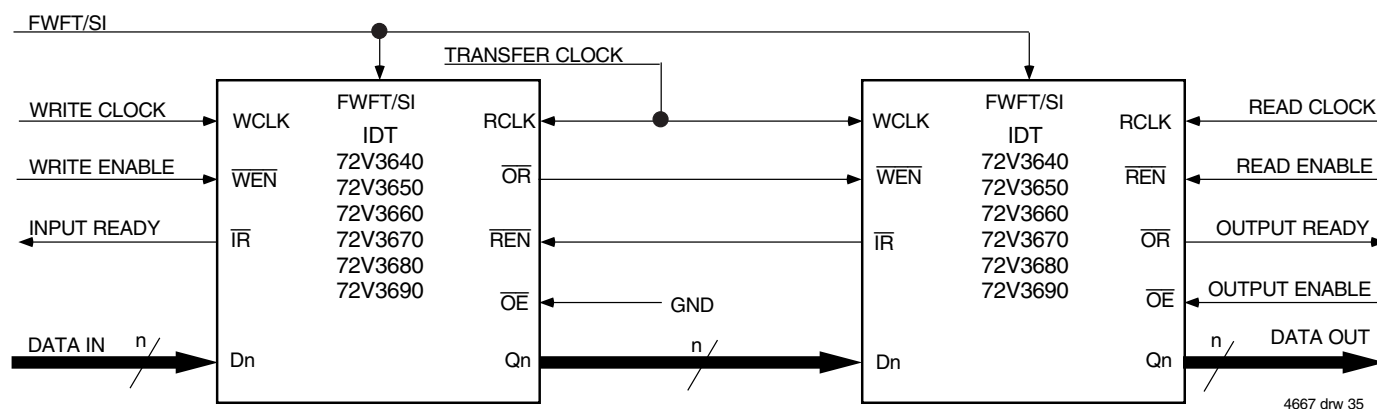 FWFT/SI
TRANSFER CLOCK
FWFT/SI
FWFT/SI
WRITE CLOCK
WCLK
IDT
RCLK
WCLK
IDT
RCLK
READ CLOCK
72V3640
72V3640
WRITE ENABLE
WEN
72V3650
OR
WEN
72V3650
REN
READ ENABLE
72V3660
72V3660
INPUT READY
IR
72V3670
REN
IR
72V3670
OR
OUTPUT READY
72V3680
72V3680
72V3690
OE
GND
72V3690
OE
OUTPUT ENABLE
DATA IN
n
Dn
Qn
n
Dn
Qn
n
DATA OUT
4667 drw 35